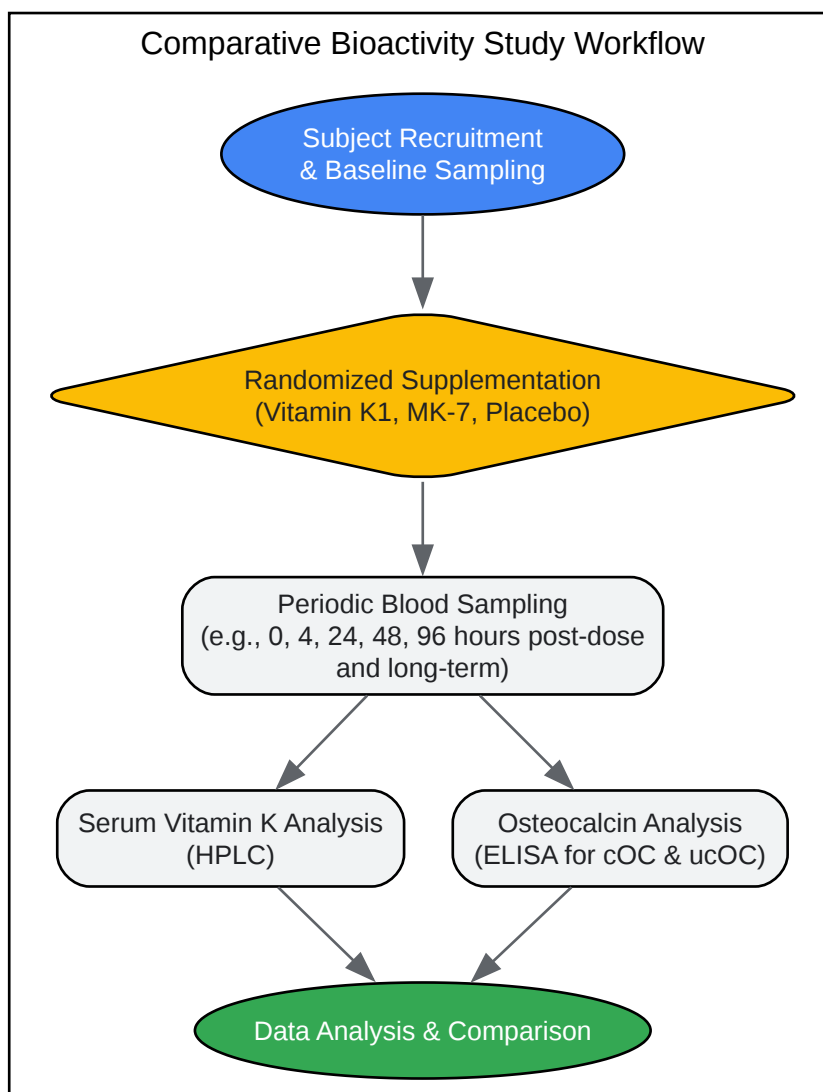 Comparative Bioactivity Study Workflow
Subject Recruitment
& Baseline Sampling
Randomized Supplementation
(Vitamin K1, MK-7, Placebo)
Periodic Blood Sampling
(e.g., 0, 4, 24, 48, 96 hours post-dose
and long-term)
Serum Vitamin K Analysis
(HPLC)
Osteocalcin Analysis
(ELISA for cOC & ucOC)
Data Analysis & Comparison